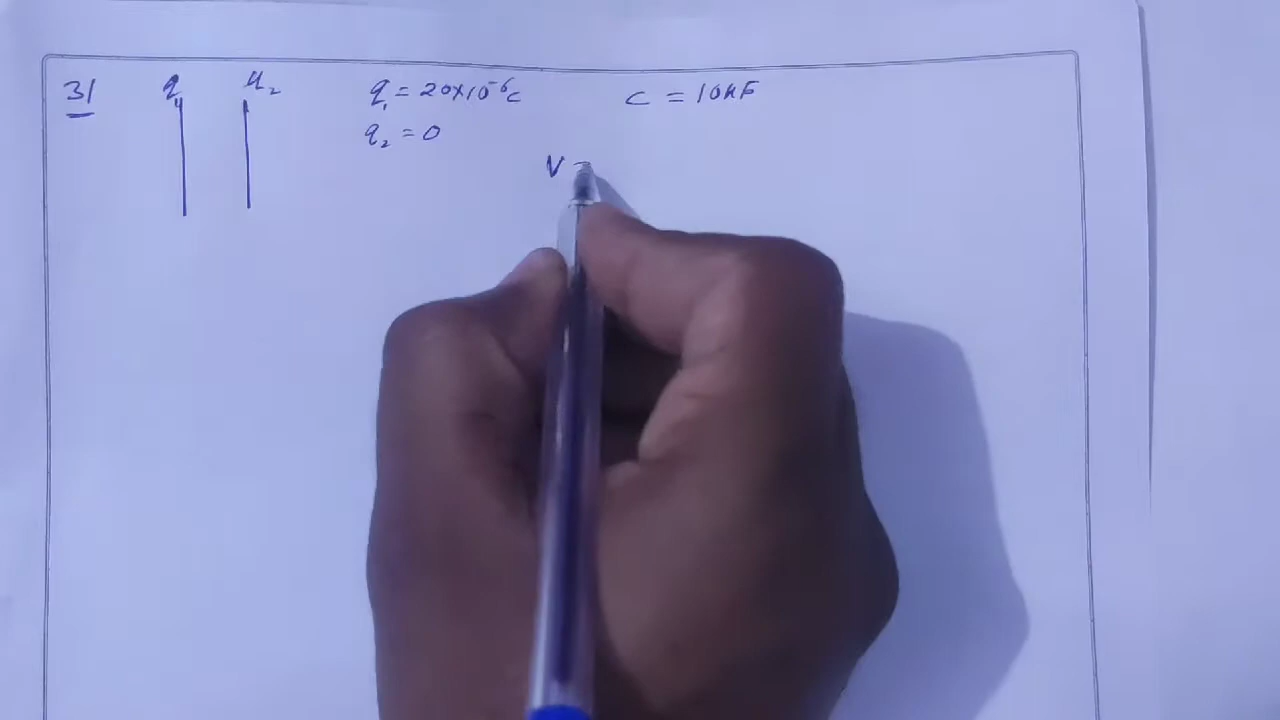 31 q₁ q₂ q₁ = 20×10⁻⁶c c = 10μF
q₂ = 0
V =